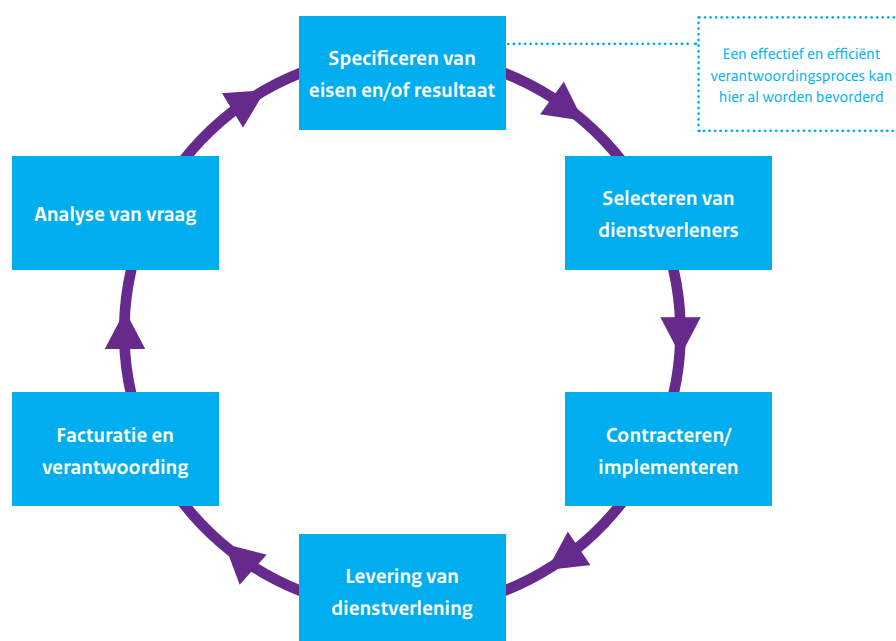 Specificeren van
eisen en/of resultaat
Een effectief en efficiënt
verantwoordingsproces kan
hier al worden bevorderd
Selecteren van
dienstverleners
Contracteren/
implementeren
Levering van
dienstverlening
Facturatie en
verantwoording
Analyse van vraag